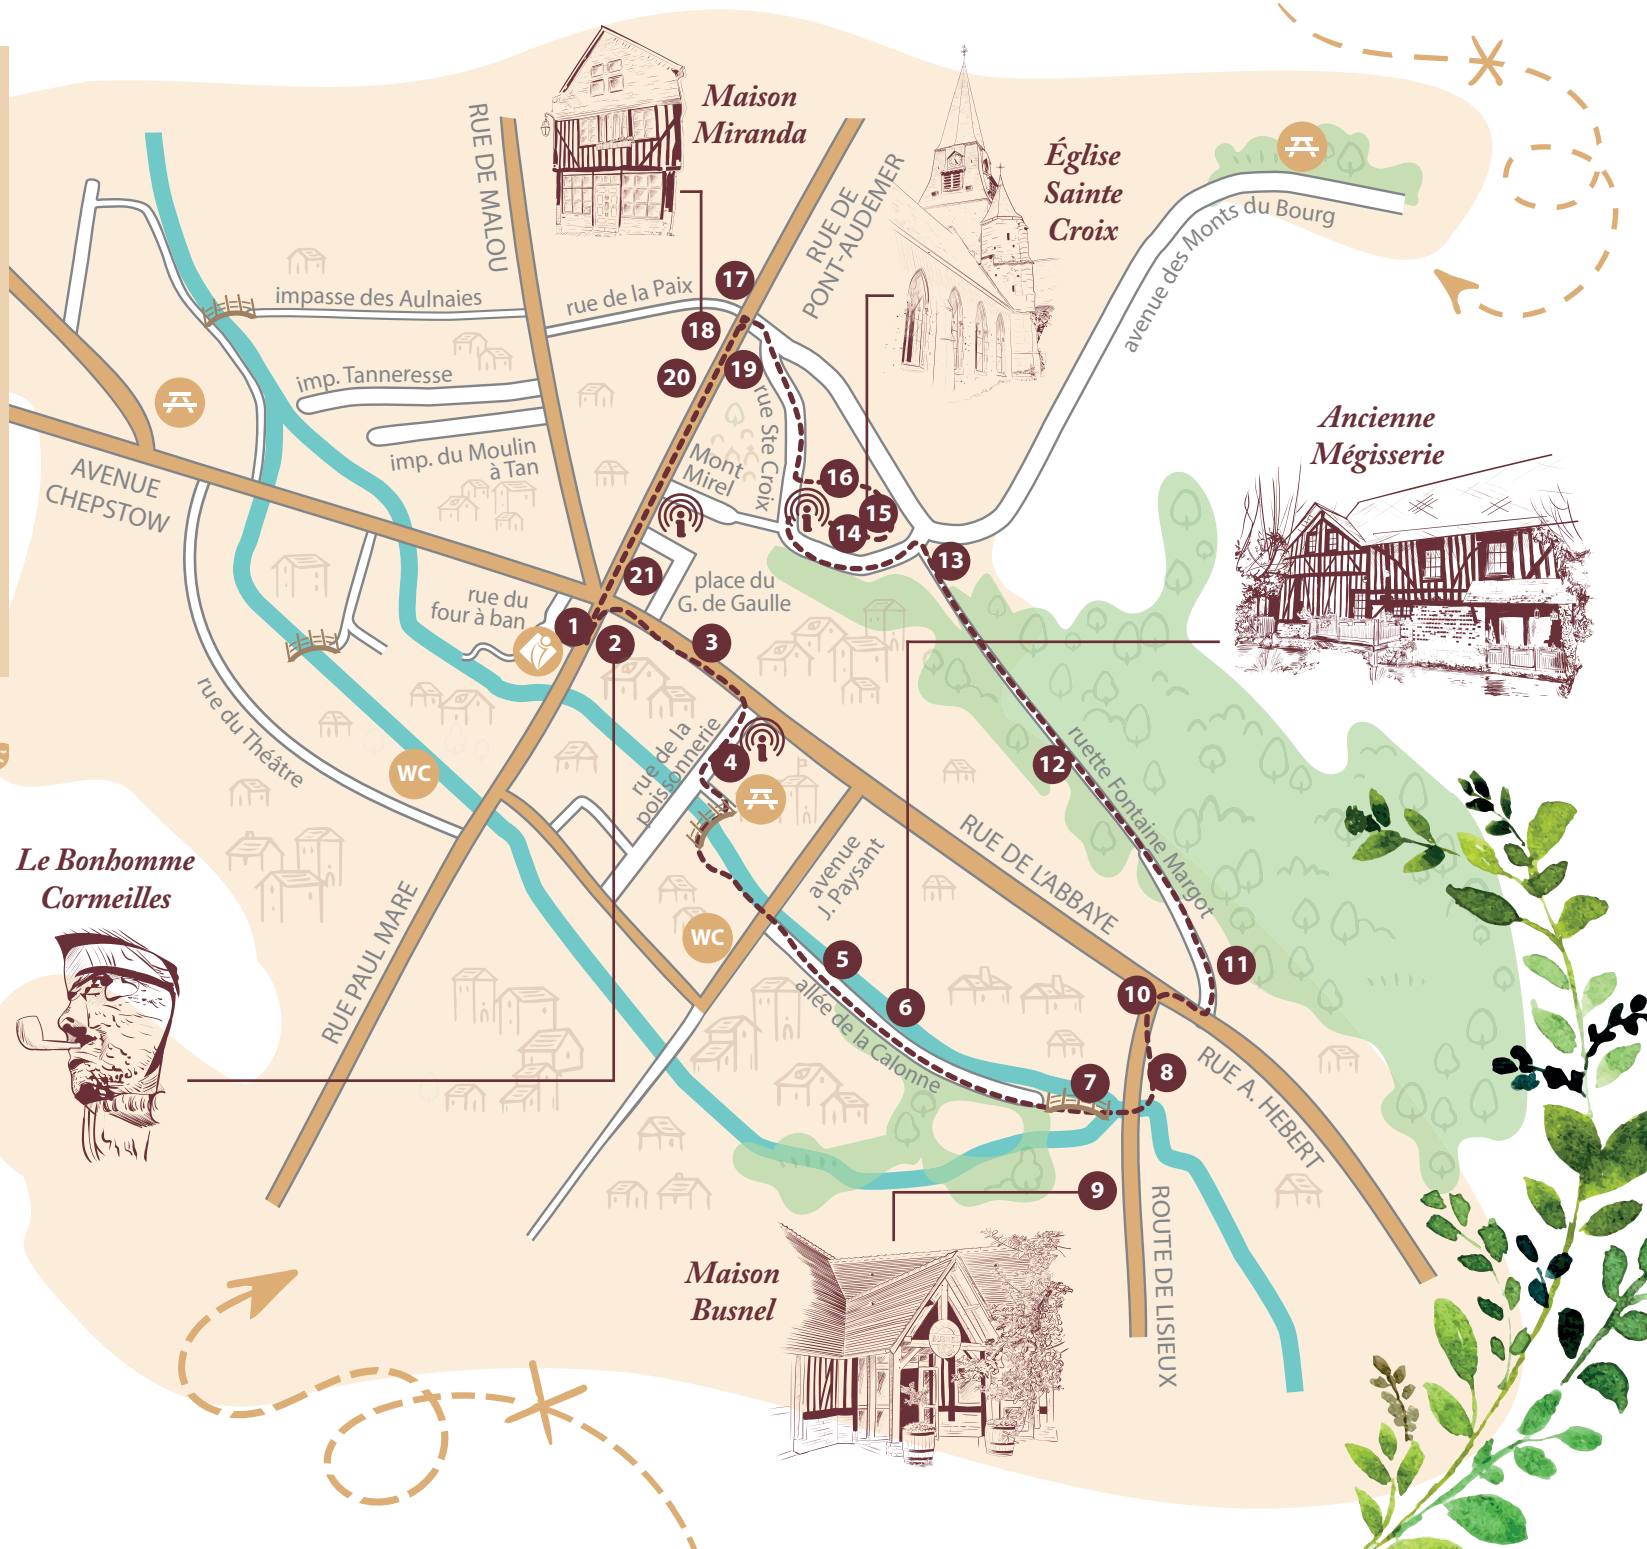 Maison
Miranda
Église
Sainte
Croix
RUE DE MALOU
RUE DE
PONT-AUDEMER
avenue des Monts du Bourg
impasse des Aulnaies
rue de la Paix
17
18
19
20
imp. Tanneresse
rue Ste Croix
imp. du Moulin
à Tan
Mont
Mirel
AVENUE
CHEPSTOW
16
15
14
13
Ancienne
Mégisserie
21
place du
G. de Gaulle
rue du
four à ban
1
2
3
rue du Théâtre
rue de la
poissonnerie
4
12
ruette Fontaine Margot
WC
Le Bonhomme
Cormeilles
RUE PAUL MARE
avenue
J. Paysant
RUE DE L'ABBAYE
WC
5
6
allée de la Calonne
11
10
7
8
RUE A. HEBERT
9
ROUTE DE LISIEUX
Maison
Busnel
BUSNEL